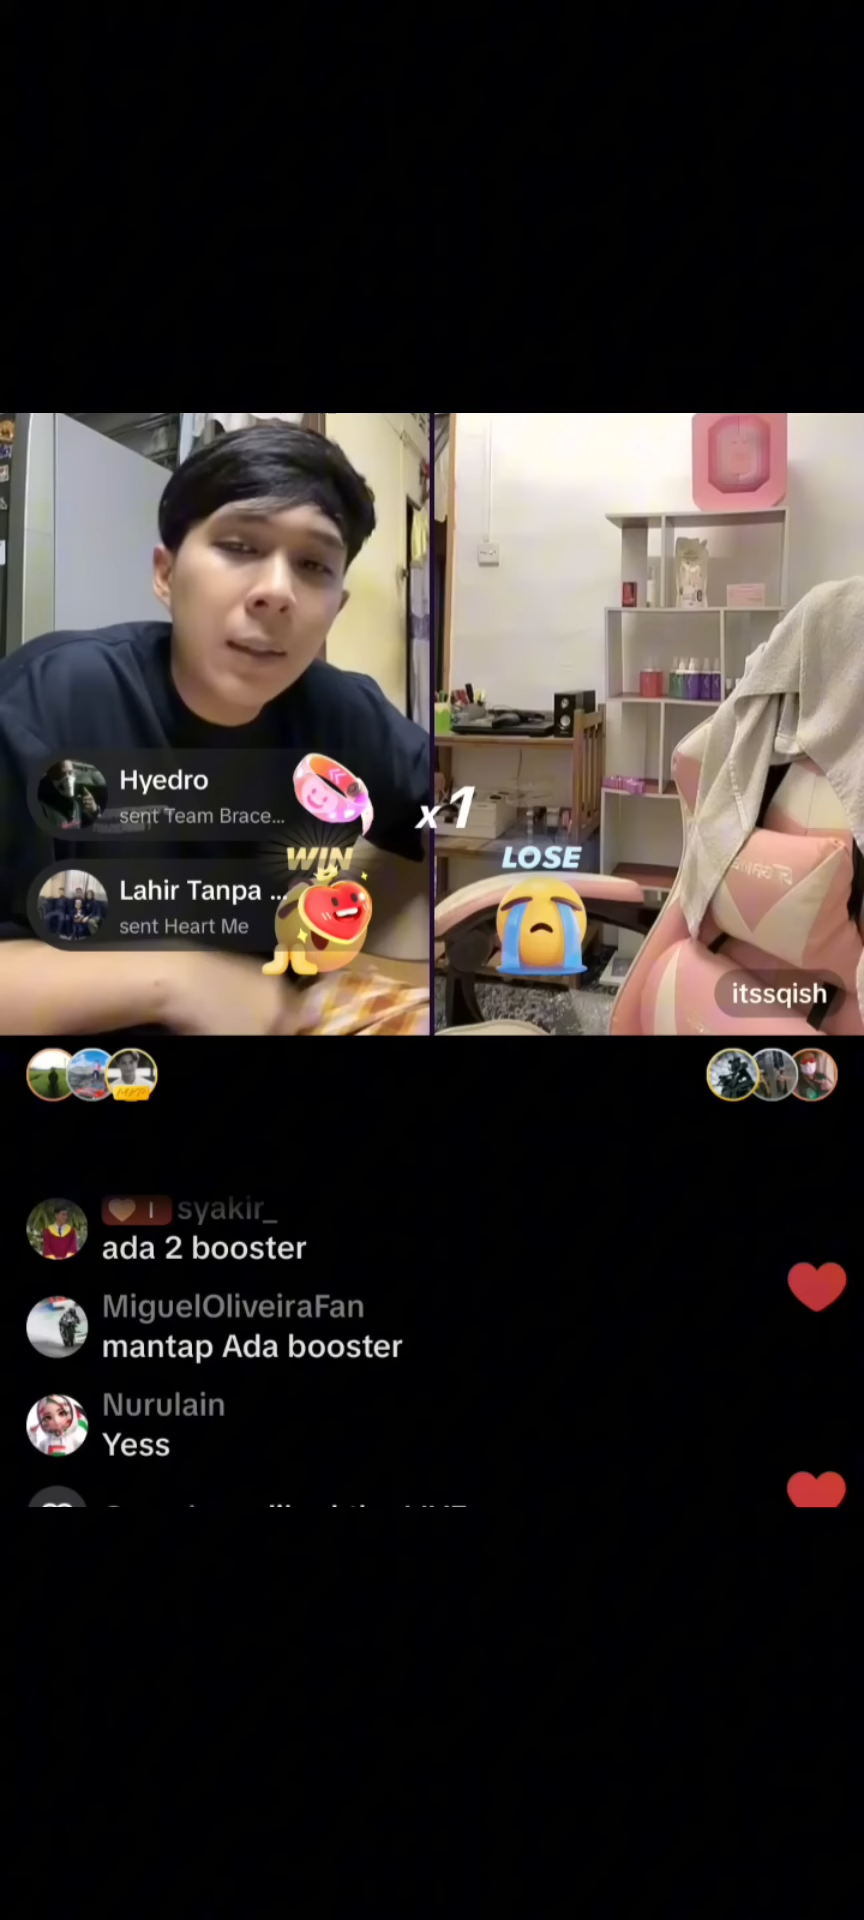 Hyedro
sent Team Brace...
x1
WIN
LOSE
Lahir Tanpa ...
sent Heart Me
itssqish
I syakir_
ada 2 booster
MiguelOliveiraFan
mantap Ada booster
Nurulain
Yess